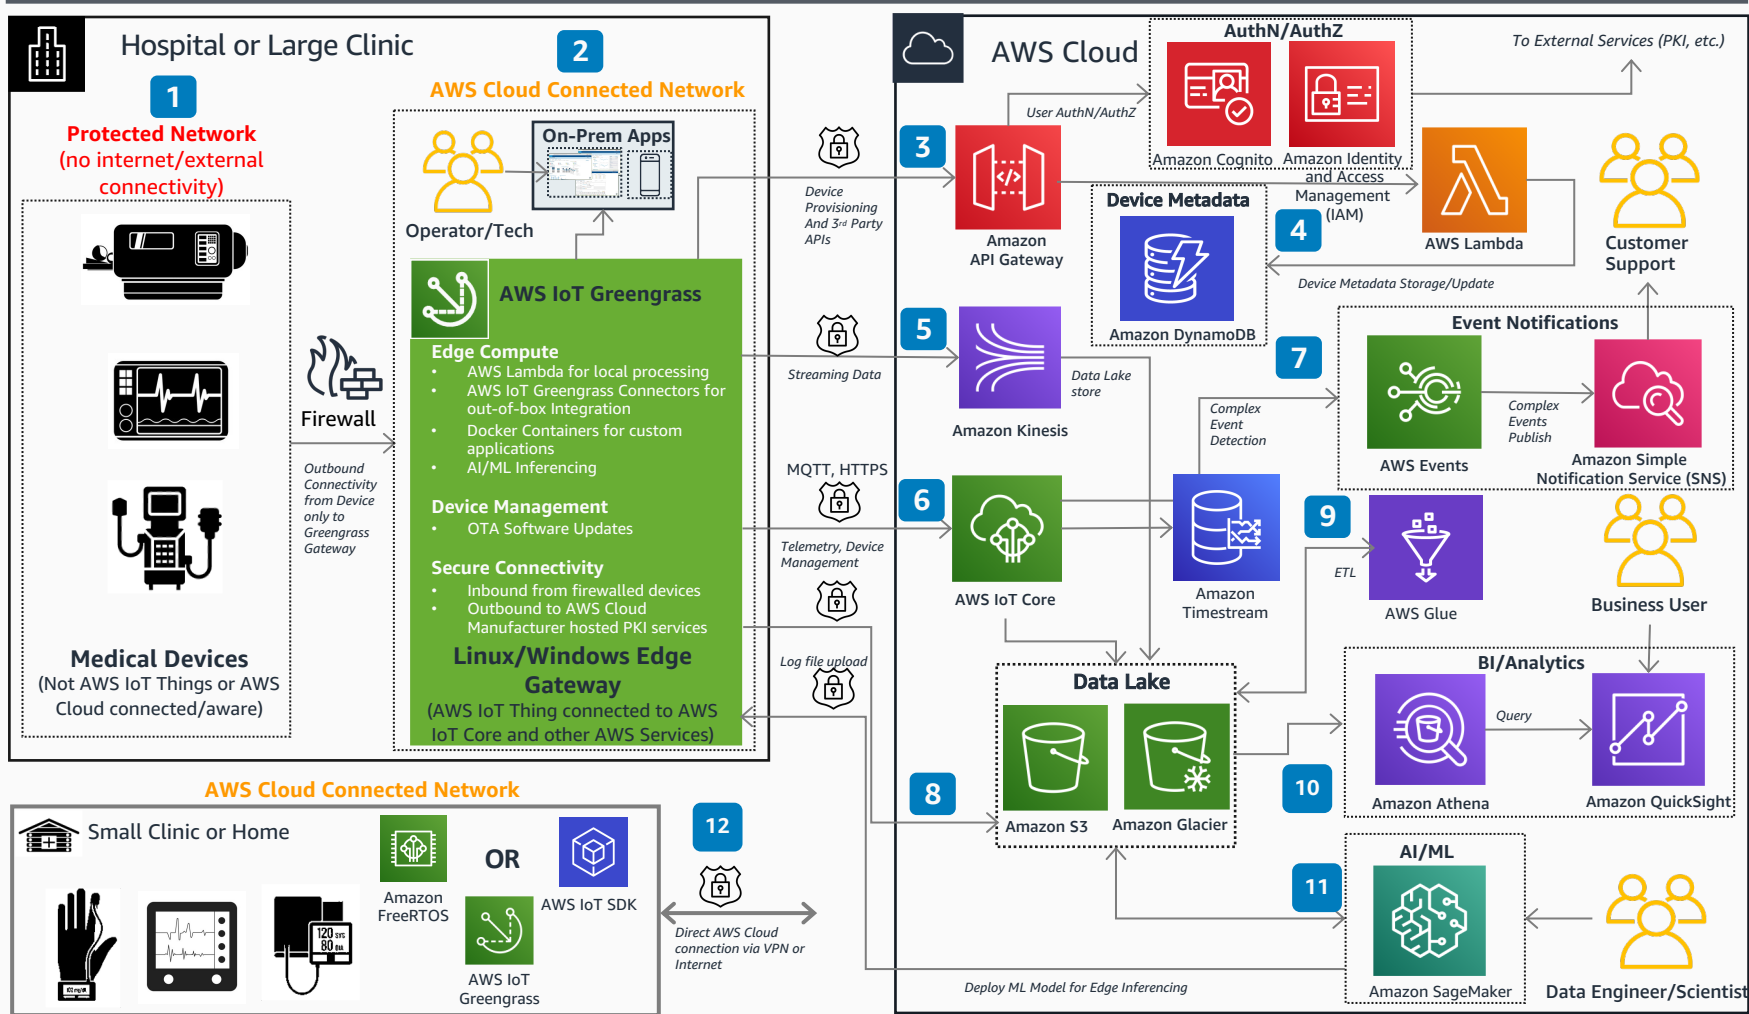 Hospital or Large Clinic
1
Protected Network
(no internet/external
connectivity)
2
AWS Cloud Connected Network
Operator/Tech
On-Prem Apps
AWS IoT Greengrass
Edge Compute
• AWS Lambda for local processing
• AWS IoT Greengrass Connectors for
out-of-box Integration
• Docker Containers for custom
applications
• AI/ML Inferencing
Device Management
• OTA Software Updates
Secure Connectivity
• Inbound from firewalled devices
• Outbound to AWS Cloud
Manufacturer hosted PKI services
Linux/Windows Edge
Gateway
(AWS IoT Thing connected to AWS
IoT Core and other AWS Services)
Firewall
Outbound
Connectivity
from Device
only to
Greengrass
Gateway
Medical Devices
(Not AWS IoT Things or AWS
Cloud connected/aware)
Device
Provisioning
And 3rd Party
APIs
Streaming Data
MQTT, HTTPS
Telemetry, Device
Management
Log file upload
AWS Cloud
AuthN/AuthZ
Amazon Cognito
Amazon Identity
and Access
Management
(IAM)
To External Services (PKI, etc.)
User AuthN/AuthZ
3
Amazon
API Gateway
Device Metadata
Amazon DynamoDB
4
AWS Lambda
Device Metadata Storage/Update
Customer
Support
5
Amazon Kinesis
Data Lake
store
Complex
Event
Detection
7
Event Notifications
AWS Events
Complex
Events
Publish
Amazon Simple
Notification Service (SNS)
6
AWS IoT Core
Amazon
Timestream
9
ETL
AWS Glue
Business User
8
Data Lake
Amazon S3
Amazon Glacier
10
BI/Analytics
Amazon Athena
Query
Amazon QuickSight
11
AI/ML
Amazon SageMaker
Data Engineer/Scientist
Deploy ML Model for Edge Inferencing
AWS Cloud Connected Network
Small Clinic or Home
Amazon
FreeRTOS
OR
AWS IoT SDK
AWS IoT
Greengrass
120 SYS
80 DIA
12
Direct AWS Cloud
connection via VPN or
Internet